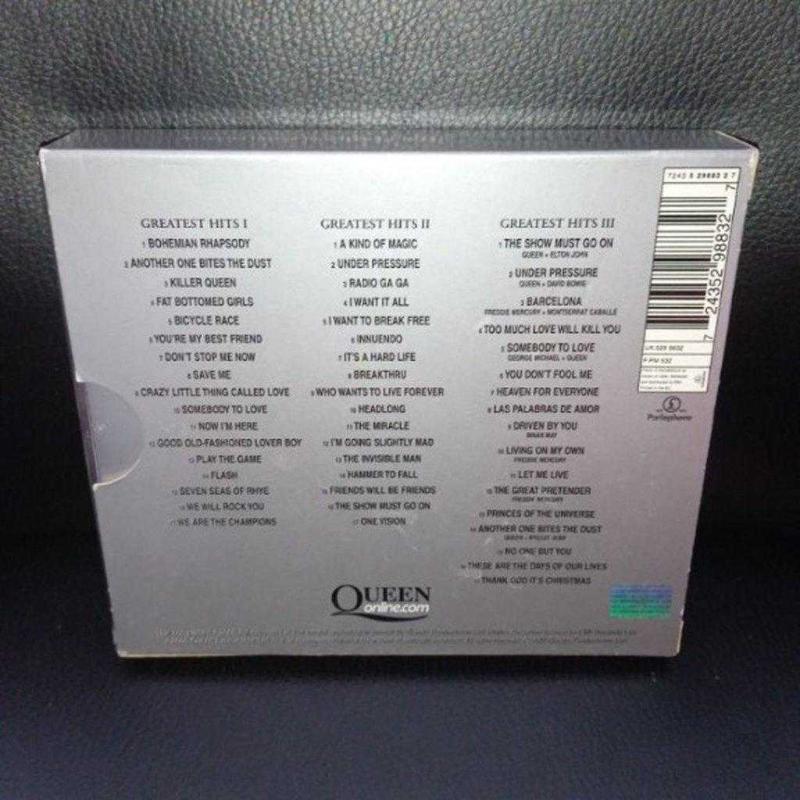 GREATEST HITS I
1 BOHEMIAN RHAPSODY
2 ANOTHER ONE BITES THE DUST
3 KILLER QUEEN
4 FAT BOTTOMED GIRLS
5 BICYCLE RACE
6 YOU'RE MY BEST FRIEND
7 DON'T STOP ME NOW
8 SAVE ME
9 CRAZY LITTLE THING CALLED LOVE
10 SOMEBODY TO LOVE
11 NOW I'M HERE
12 GOOD OLD-FASHIONED LOVER BOY
13 PLAY THE GAME
14 FLASH
15 SEVEN SEAS OF RHYE
16 WE WILL ROCK YOU
17 WE ARE THE CHAMPIONS
GREATEST HITS II
1 A KIND OF MAGIC
2 UNDER PRESSURE
3 RADIO GA GA
4 I WANT IT ALL
5 I WANT TO BREAK FREE
6 INNUENDO
7 IT'S A HARD LIFE
8 BREAKTHRU
9 WHO WANTS TO LIVE FOREVER
10 HEADLONG
11 THE MIRACLE
12 I'M GOING SLIGHTLY MAD
13 THE INVISIBLE MAN
14 HAMMER TO FALL
15 FRIENDS WILL BE FRIENDS
16 THE SHOW MUST GO ON
17 ONE VISION
GREATEST HITS III
1 THE SHOW MUST GO ON
QUEEN + ELTON JOHN
2 UNDER PRESSURE
QUEEN + DAVID BOWIE
3 BARCELONA
FREDDIE MERCURY + MONTSERRAT CABALLÉ
4 TOO MUCH LOVE WILL KILL YOU
5 SOMEBODY TO LOVE
GEORGE MICHAEL + QUEEN
6 YOU DON'T FOOL ME
7 HEAVEN FOR EVERYONE
8 LAS PALABRAS DE AMOR
9 DRIVEN BY YOU
BRIAN MAY
10 LIVING ON MY OWN
FREDDIE MERCURY
11 LET ME LIVE
12 THE GREAT PRETENDER
FREDDIE MERCURY
13 PRINCES OF THE UNIVERSE
14 ANOTHER ONE BITES THE DUST
QUEEN + WYCLEF JEAN
15 NO ONE BUT YOU
16 THESE ARE THE DAYS OF OUR LIVES
17 THANK GOD IT'S CHRISTMAS
7243 5 29883 2 7
7 24352 98832 7
Parlophone
QUEEN
online.com